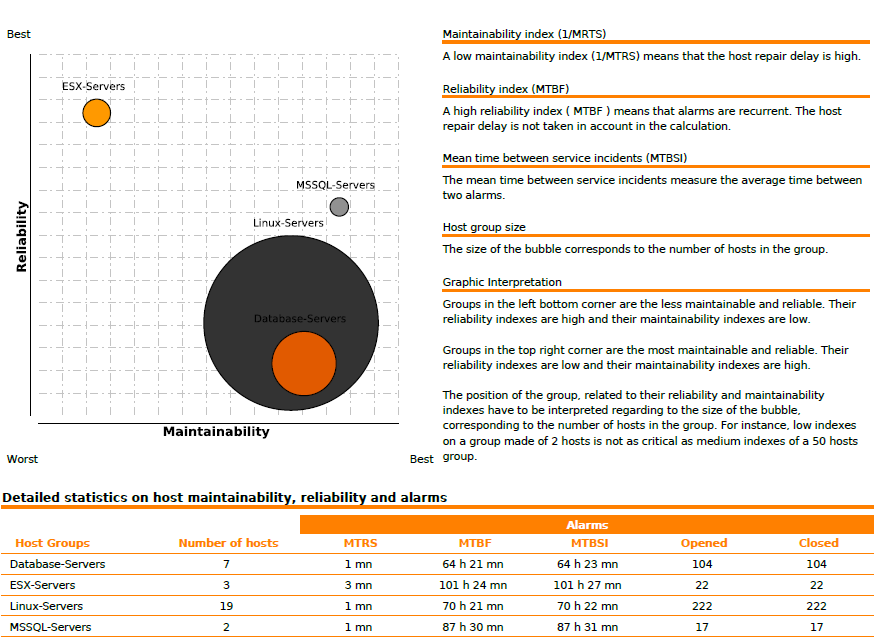 Best
ESX-Servers
MSSQL-Servers
Linux-Servers
Database-Servers
Reliability
Maintainability
Worst
Best
Maintainability index (1/MRTS)
A low maintainability index (1/MTRS) means that the host repair delay is high.
Reliability index (MTBF)
A high reliability index ( MTBF ) means that alarms are recurrent. The host
repair delay is not taken in account in the calculation.
Mean time between service incidents (MTBSI)
The mean time between service incidents measure the average time between
two alarms.
Host group size
The size of the bubble corresponds to the number of hosts in the group.
Graphic Interpretation
Groups in the left bottom corner are the less maintainable and reliable. Their
reliability indexes are high and their maintainability indexes are low.
Groups in the top right corner are the most maintainable and reliable. Their
reliability indexes are low and their maintainability indexes are high.
The position of the group, related to their reliability and maintainability
indexes have to be interpreted regarding to the size of the bubble,
corresponding to the number of hosts in the group. For instance, low indexes
on a group made of 2 hosts is not as critical as medium indexes of a 50 hosts
group.
Detailed statistics on host maintainability, reliability and alarms
Alarms
Host Groups Number of hosts MTRS MTBF MTBSI Opened Closed
Database-Servers 7 1 mn 64 h 21 mn 64 h 23 mn 104 104
ESX-Servers 3 3 mn 101 h 24 mn 101 h 27 mn 22 22
Linux-Servers 19 1 mn 70 h 21 mn 70 h 22 mn 222 222
MSSQL-Servers 2 1 mn 87 h 30 mn 87 h 31 mn 17 17